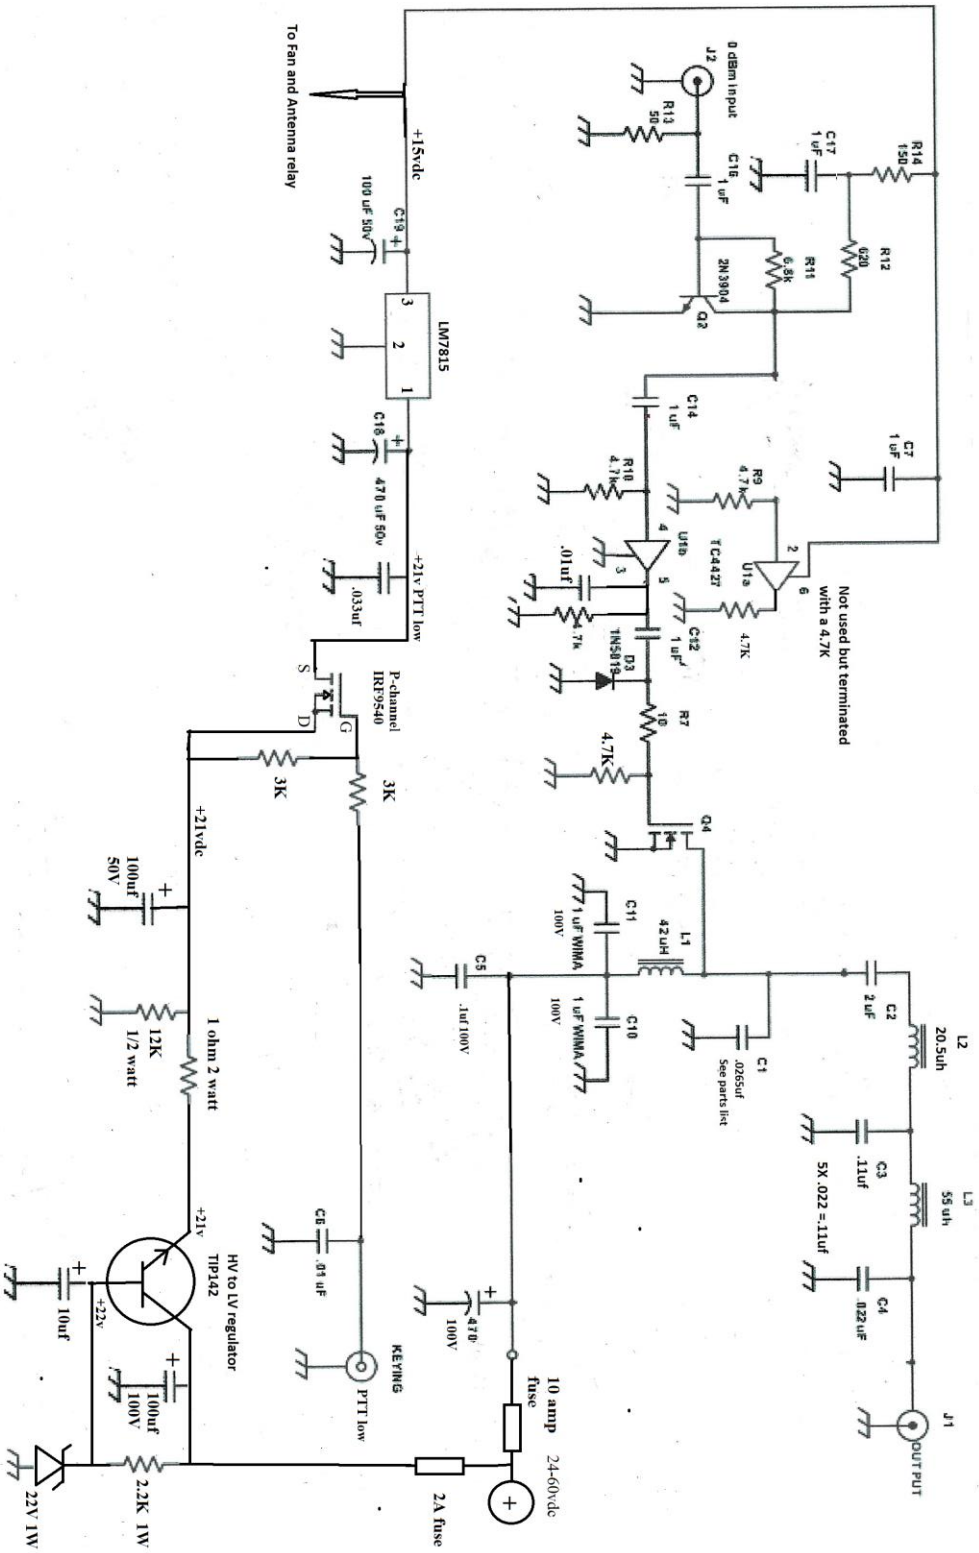 J2
0 dBm input
R13
50
C16
1 uF
C17
1 uF
R14
150
R12
620
R11
6.8k
2N3904
Q2
C14
1 uF
C7
1 uF
R10
4.7k
R9
4.7k
TC4427
U1a
2
6
U1b
4
3
5
4.7K
Not used but terminated
with a 4.7K
.01uf
4.7k
C12
1 uF
D3
1N5819
R7
10
4.7K
Q4
L1
42 uH
C11
1 uF WIMA
100V
C10
1 uF WIMA
100V
C5
.1uf 100V
C1
.0265uf
See parts list
C2
2 uF
L2
20.5uh
C3
.11uf
5X .022 =.11uf
L3
55 uh
C4
.022uF
J1
OUTPUT
To Fan and Antenna relay
+15vdc
C19
+
100 uF 50v
LM7815
3
2
1
C18
+
470 uF 50v
.033uf
+21v PTT low
P-channel
IRF9540
S
D
G
3K
3K
+21vdc
+
100uf
50V
12K
1/2 watt
1 ohm 2 watt
+21v
HV to LV regulator
TIP142
+22v
+
10uf
+
100uf
100V
2.2K 1W
22V 1W
C6
.01 uF
KEYING
PTT low
+
470
100V
10 amp
fuse
24-60vdc
+
2A fuse